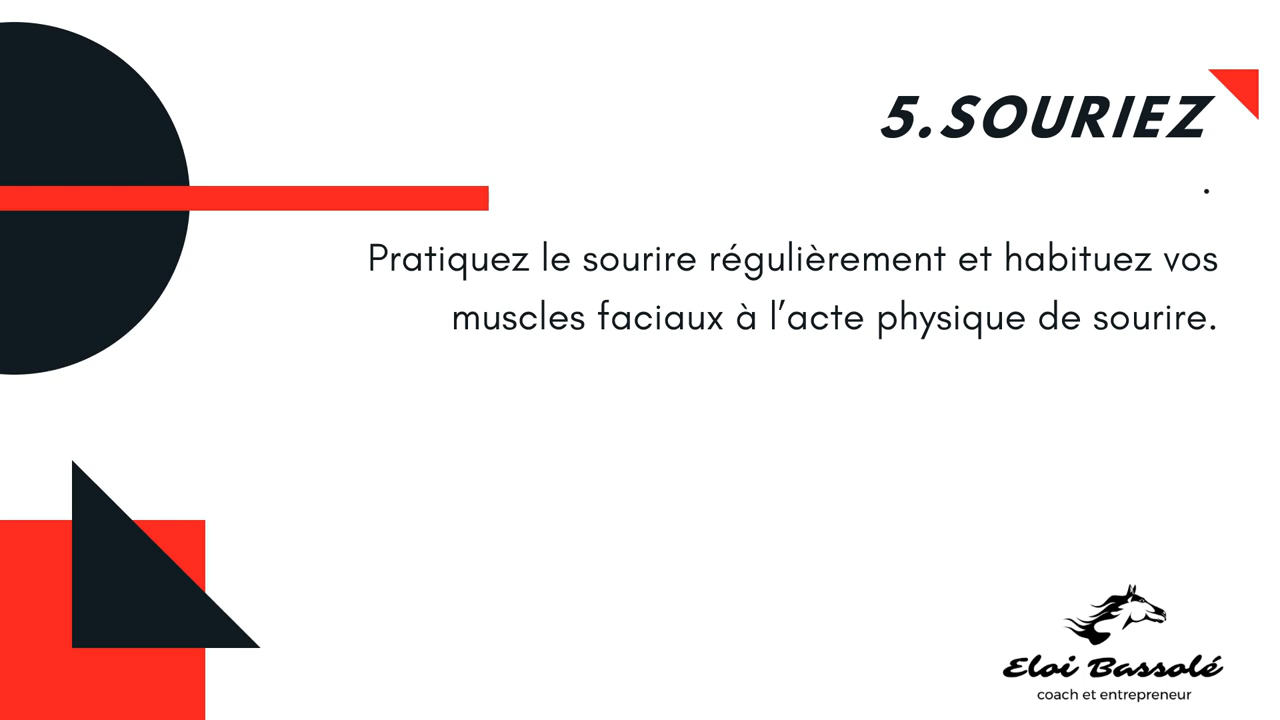 5.SOURIEZ
.
Pratiquez le sourire régulièrement et habituez vos
muscles faciaux à l’acte physique de sourire.
Eloi Bassolé
coach et entrepreneur